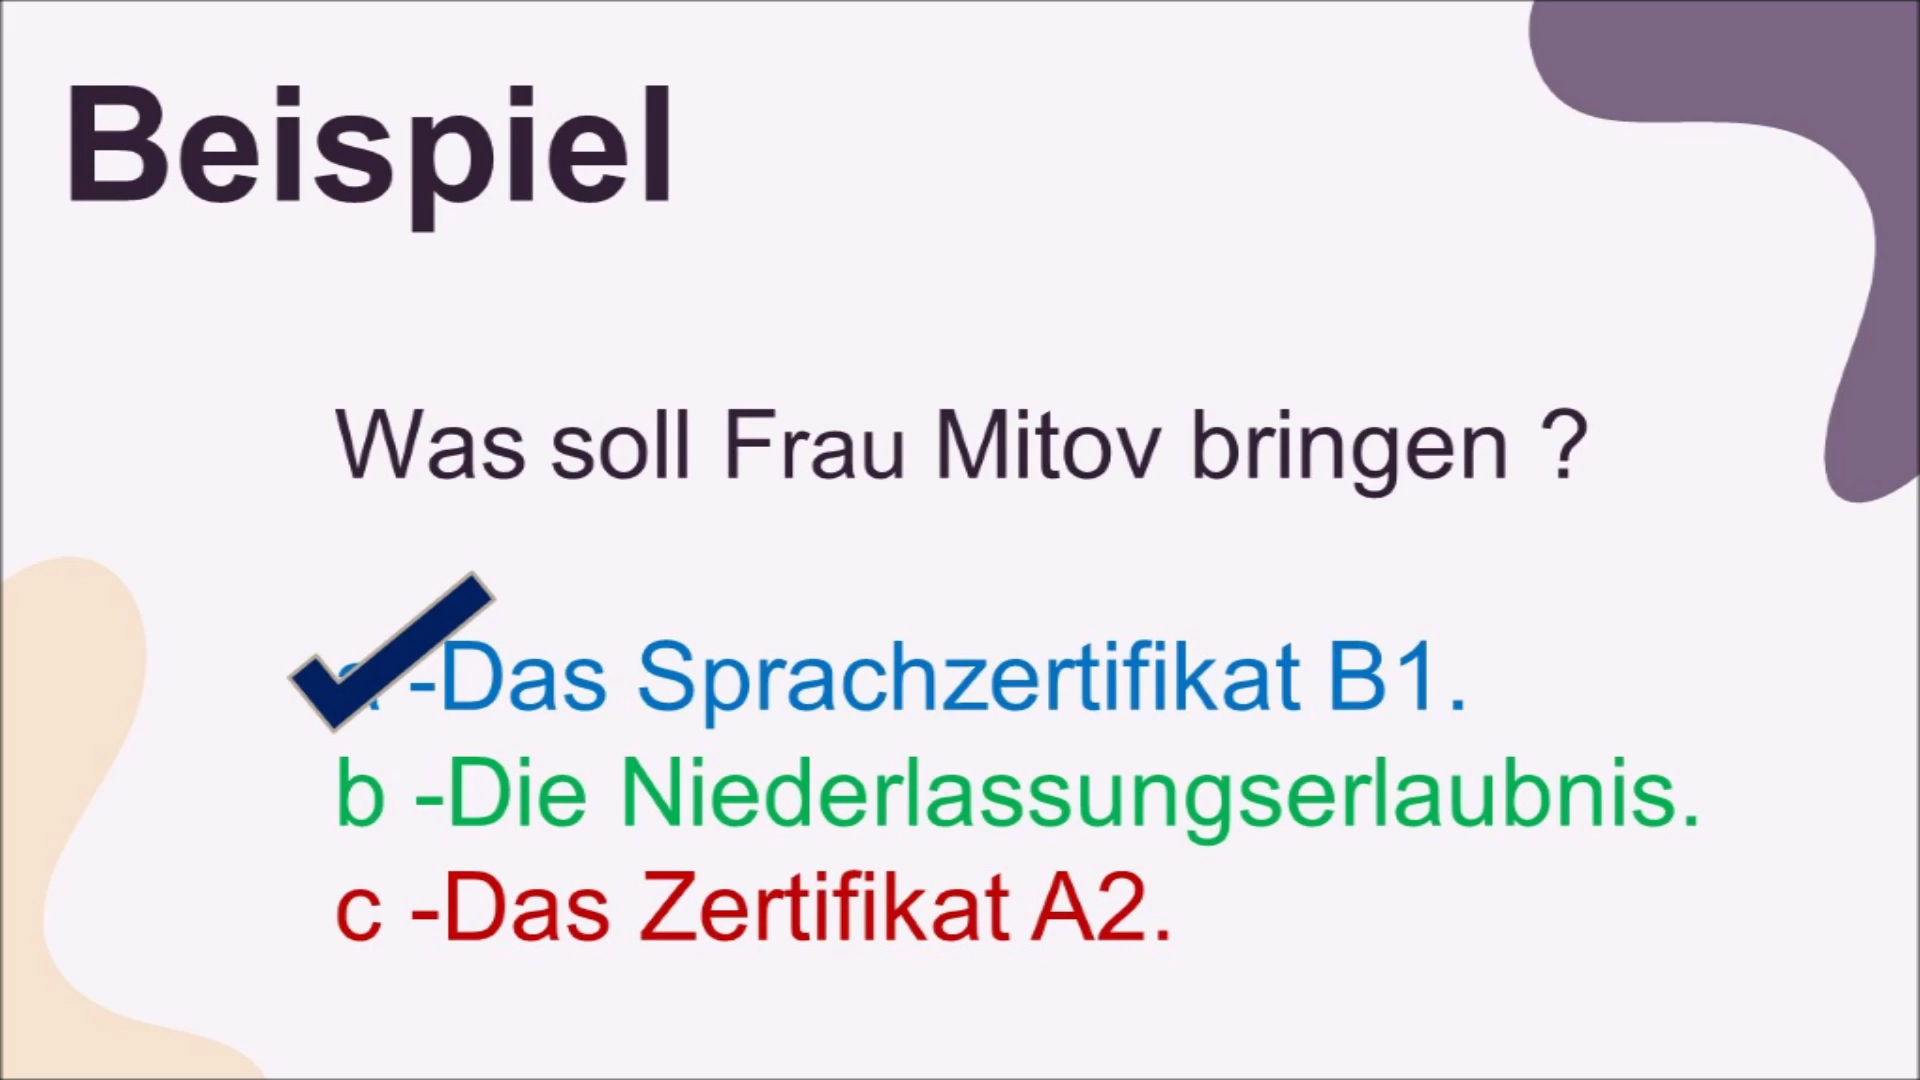 Beispiel
Was soll Frau Mitov bringen ?
a -Das Sprachzertifikat B1.
b -Die Niederlassungserlaubnis.
c -Das Zertifikat A2.